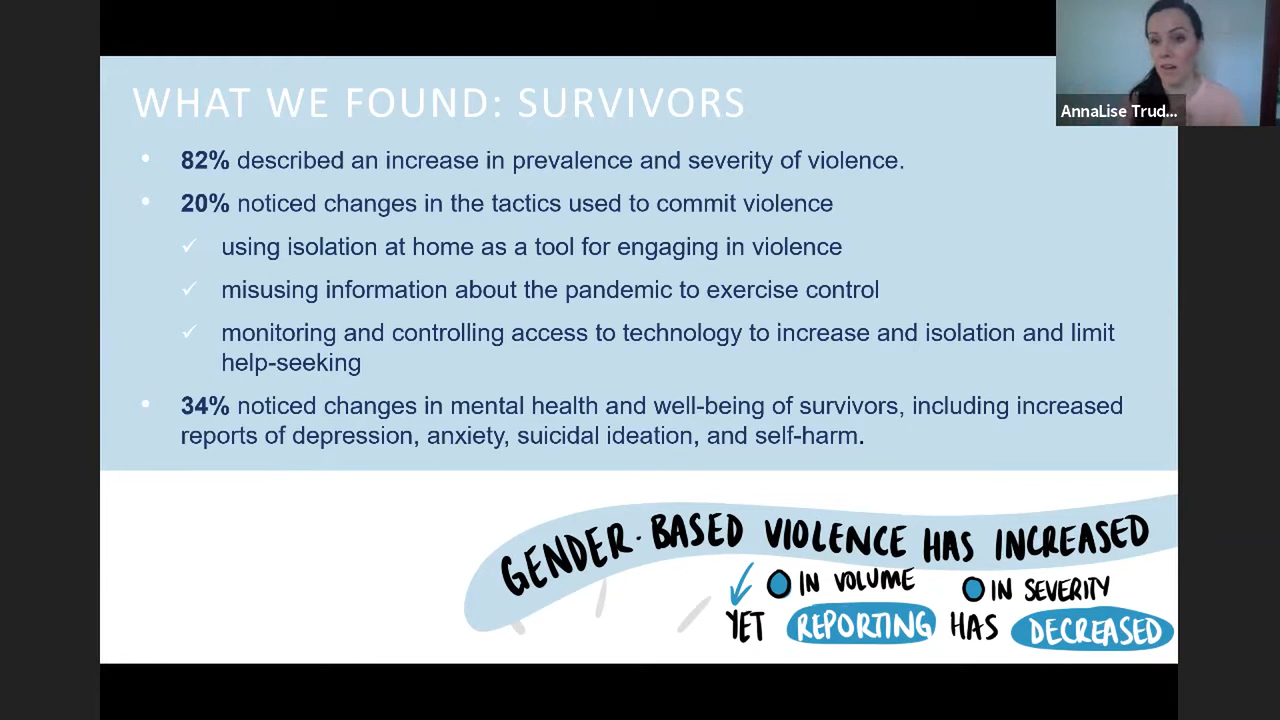 WHAT WE FOUND: SURVIVORS
AnnaLise Trud...
• 82% described an increase in prevalence and severity of violence.
• 20% noticed changes in the tactics used to commit violence
✓ using isolation at home as a tool for engaging in violence
✓ misusing information about the pandemic to exercise control
✓ monitoring and controlling access to technology to increase and isolation and limit
help-seeking
• 34% noticed changes in mental health and well-being of survivors, including increased
reports of depression, anxiety, suicidal ideation, and self-harm.
GENDER-BASED VIOLENCE HAS INCREASED
IN VOLUME IN SEVERITY
YET REPORTING HAS DECREASED